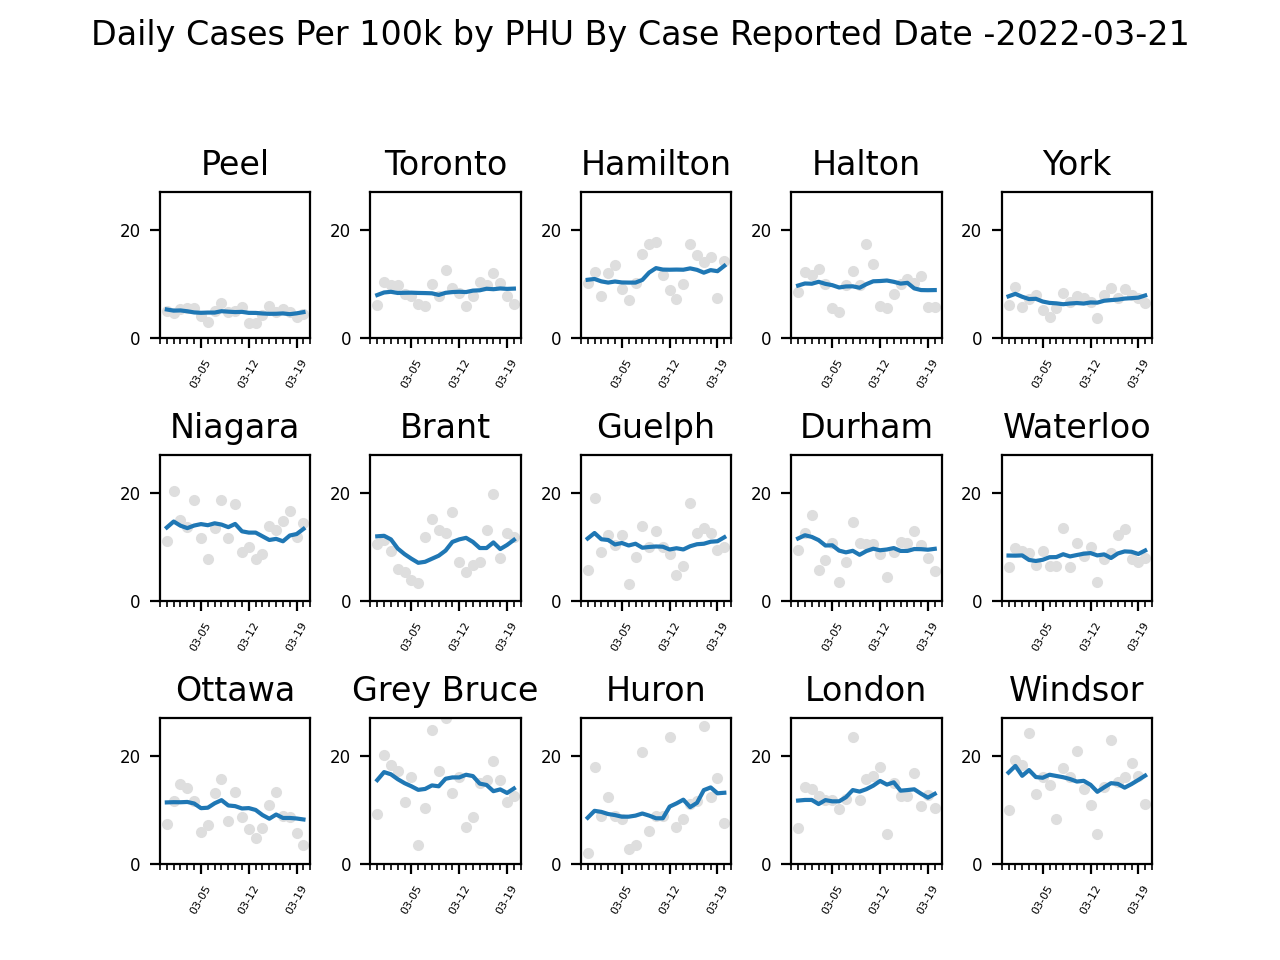 Daily Cases Per 100k by PHU By Case Reported Date -2022-03-21
Peel Toronto Hamilton Halton York
20 20 20 20 20
0 0 0 0 0
03-05 03-12 03-19 03-05 03-12 03-19 03-05 03-12 03-19 03-05 03-12 03-19 03-05 03-12 03-19
Niagara Brant Guelph Durham Waterloo
20 20 20 20 20
0 0 0 0 0
03-05 03-12 03-19 03-05 03-12 03-19 03-05 03-12 03-19 03-05 03-12 03-19 03-05 03-12 03-19
Ottawa Grey Bruce Huron London Windsor
20 20 20 20 20
0 0 0 0 0
03-05 03-12 03-19 03-05 03-12 03-19 03-05 03-12 03-19 03-05 03-12 03-19 03-05 03-12 03-19